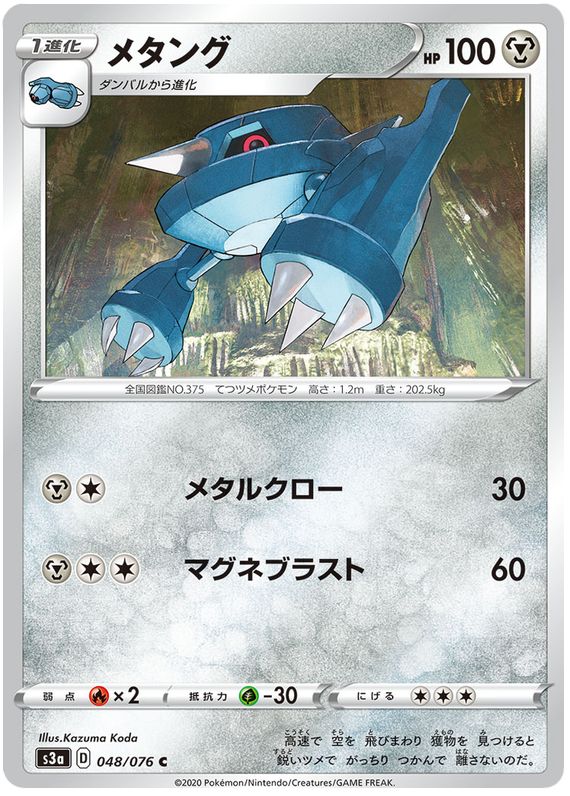 1進化
メタング
HP 100
ダンバルから進化
全国図鑑NO.375 てつツメポケモン 高さ：1.2m 重さ：202.5kg
メタルクロー 30
マグネブラスト 60
弱点 ×2 抵抗力 -30 にげる
Illus.Kazuma Koda
s3a D 048/076 C
高速で 空を 飛びまわり 獲物を 見つけると
鋭いツメで がっちり つかんで 離さないのだ。
©2020 Pokémon/Nintendo/Creatures/GAME FREAK.